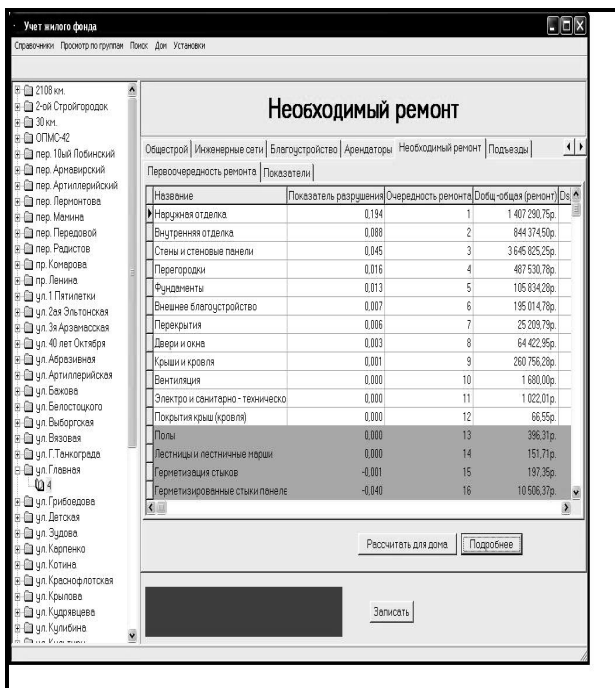 Учет жилого фонда
Справочники Просмотр по группам Поиск Дом Установки
2108 км.
2-ой Стройгородок
30 км.
ОПМС-42
пер. 10ый Лобинский
пер. Армавирский
пер. Артиллерийский
пер. Лермонтова
пер. Мамина
пер. Передовой
пер. Радистов
пр. Комарова
пр. Ленина
ул. 1 Пятилетки
ул. 2ая Эльтонская
ул. 3я Арзамасская
ул. 40 лет Октября
ул. Абразивная
ул. Артиллерийская
ул. Бажова
ул. Белостоцкого
ул. Выборгская
ул. Вязовая
ул. Г.Танкограда
ул. Главная
4
ул. Грибоедова
ул. Детская
ул. Зудова
ул. Карпенко
ул. Котина
ул. Краснофлотская
ул. Крылова
ул. Кудрявцева
ул. Кулибина
Необходимый ремонт
Общестрой Инженерные сети Благоустройство Арендаторы Необходимый ремонт Подъезды
Первоочередность ремонта Показатели
Название Показатель разрушения Очередность ремонта Dобщ -общая (ремонт) Ds
Наружная отделка 0,194 1 1 407 290,75р.
Внутренняя отделка 0,088 2 844 374,50р.
Стены и стеновые панели 0,045 3 3 645 825,25р.
Перегородки 0,016 4 487 530,78р.
Фундаменты 0,013 5 105 834,28р.
Внешнее благоустройство 0,007 6 195 014,78р.
Перекрытия 0,006 7 25 209,79р.
Двери и окна 0,003 8 64 422,95р.
Крыши и кровля 0,001 9 260 756,28р.
Вентиляция 0,000 10 1 680,00р.
Электро и санитарно - техническо 0,000 11 1 022,01р.
Покрытия крыш (кровля) 0,000 12 66,55р.
Полы 0,000 13 396,31р.
Лестницы и лестничные марши 0,000 14 151,71р.
Герметизация стыков -0,001 15 197,35р.
Герметизированные стыки панеле -0,040 16 10 506,37р.
Рассчитать для дома Подробнее
Записать